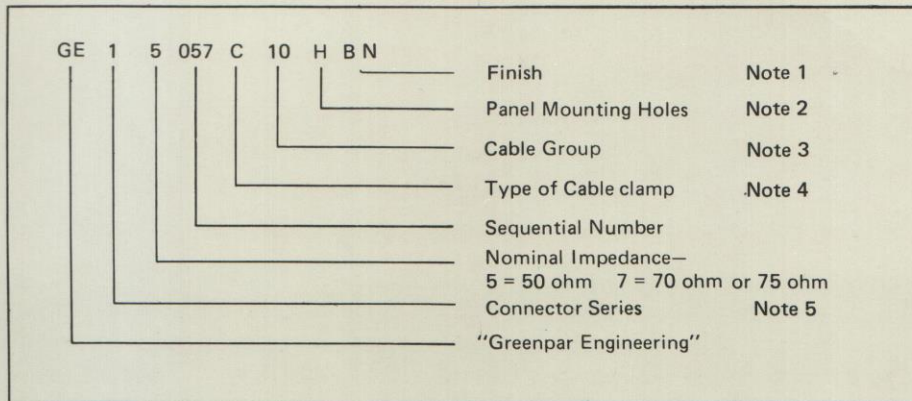 GE 1 5 057 C 10 H B N
Finish Note 1
Panel Mounting Holes Note 2
Cable Group Note 3
Type of Cable clamp .Note 4
Sequential Number
Nominal Impedance—
5 = 50 ohm 7 = 70 ohm or 75 ohm
Connector Series Note 5
"Greenpar Engineering"